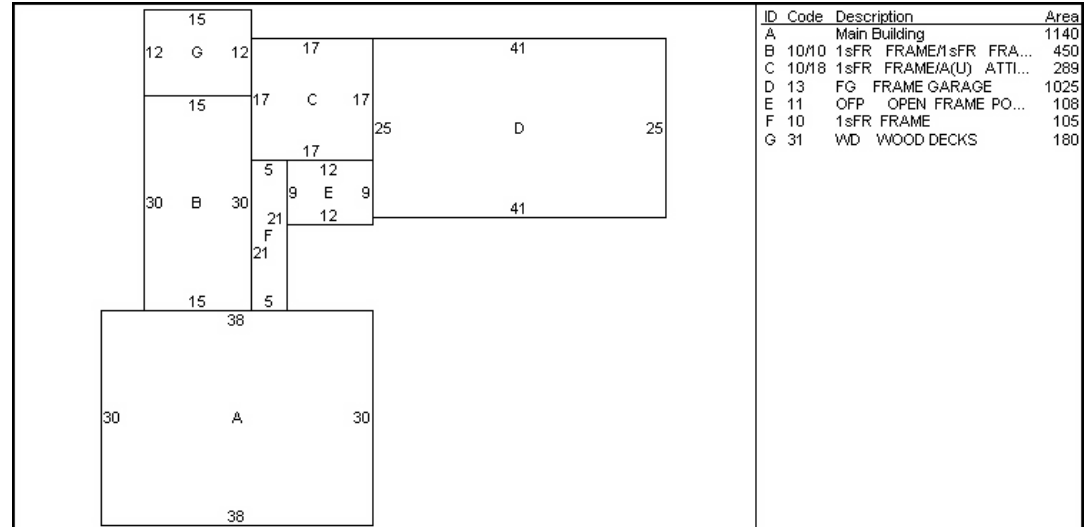 15
12 G 12
15
17
17 C 17
17
41
25 D 25
41
5
12
9 E 9
12
30 B 30
21
F
21
15
5
38
30 A 30
38
ID Code Description Area
A Main Building 1140
B 10/10 1sFR FRAME/1sFR FRA... 450
C 10/18 1sFR FRAME/A(U) ATTI... 289
D 13 FG FRAME GARAGE 1025
E 11 OFP OPEN FRAME PO... 108
F 10 1sFR FRAME 105
G 31 WD WOOD DECKS 180